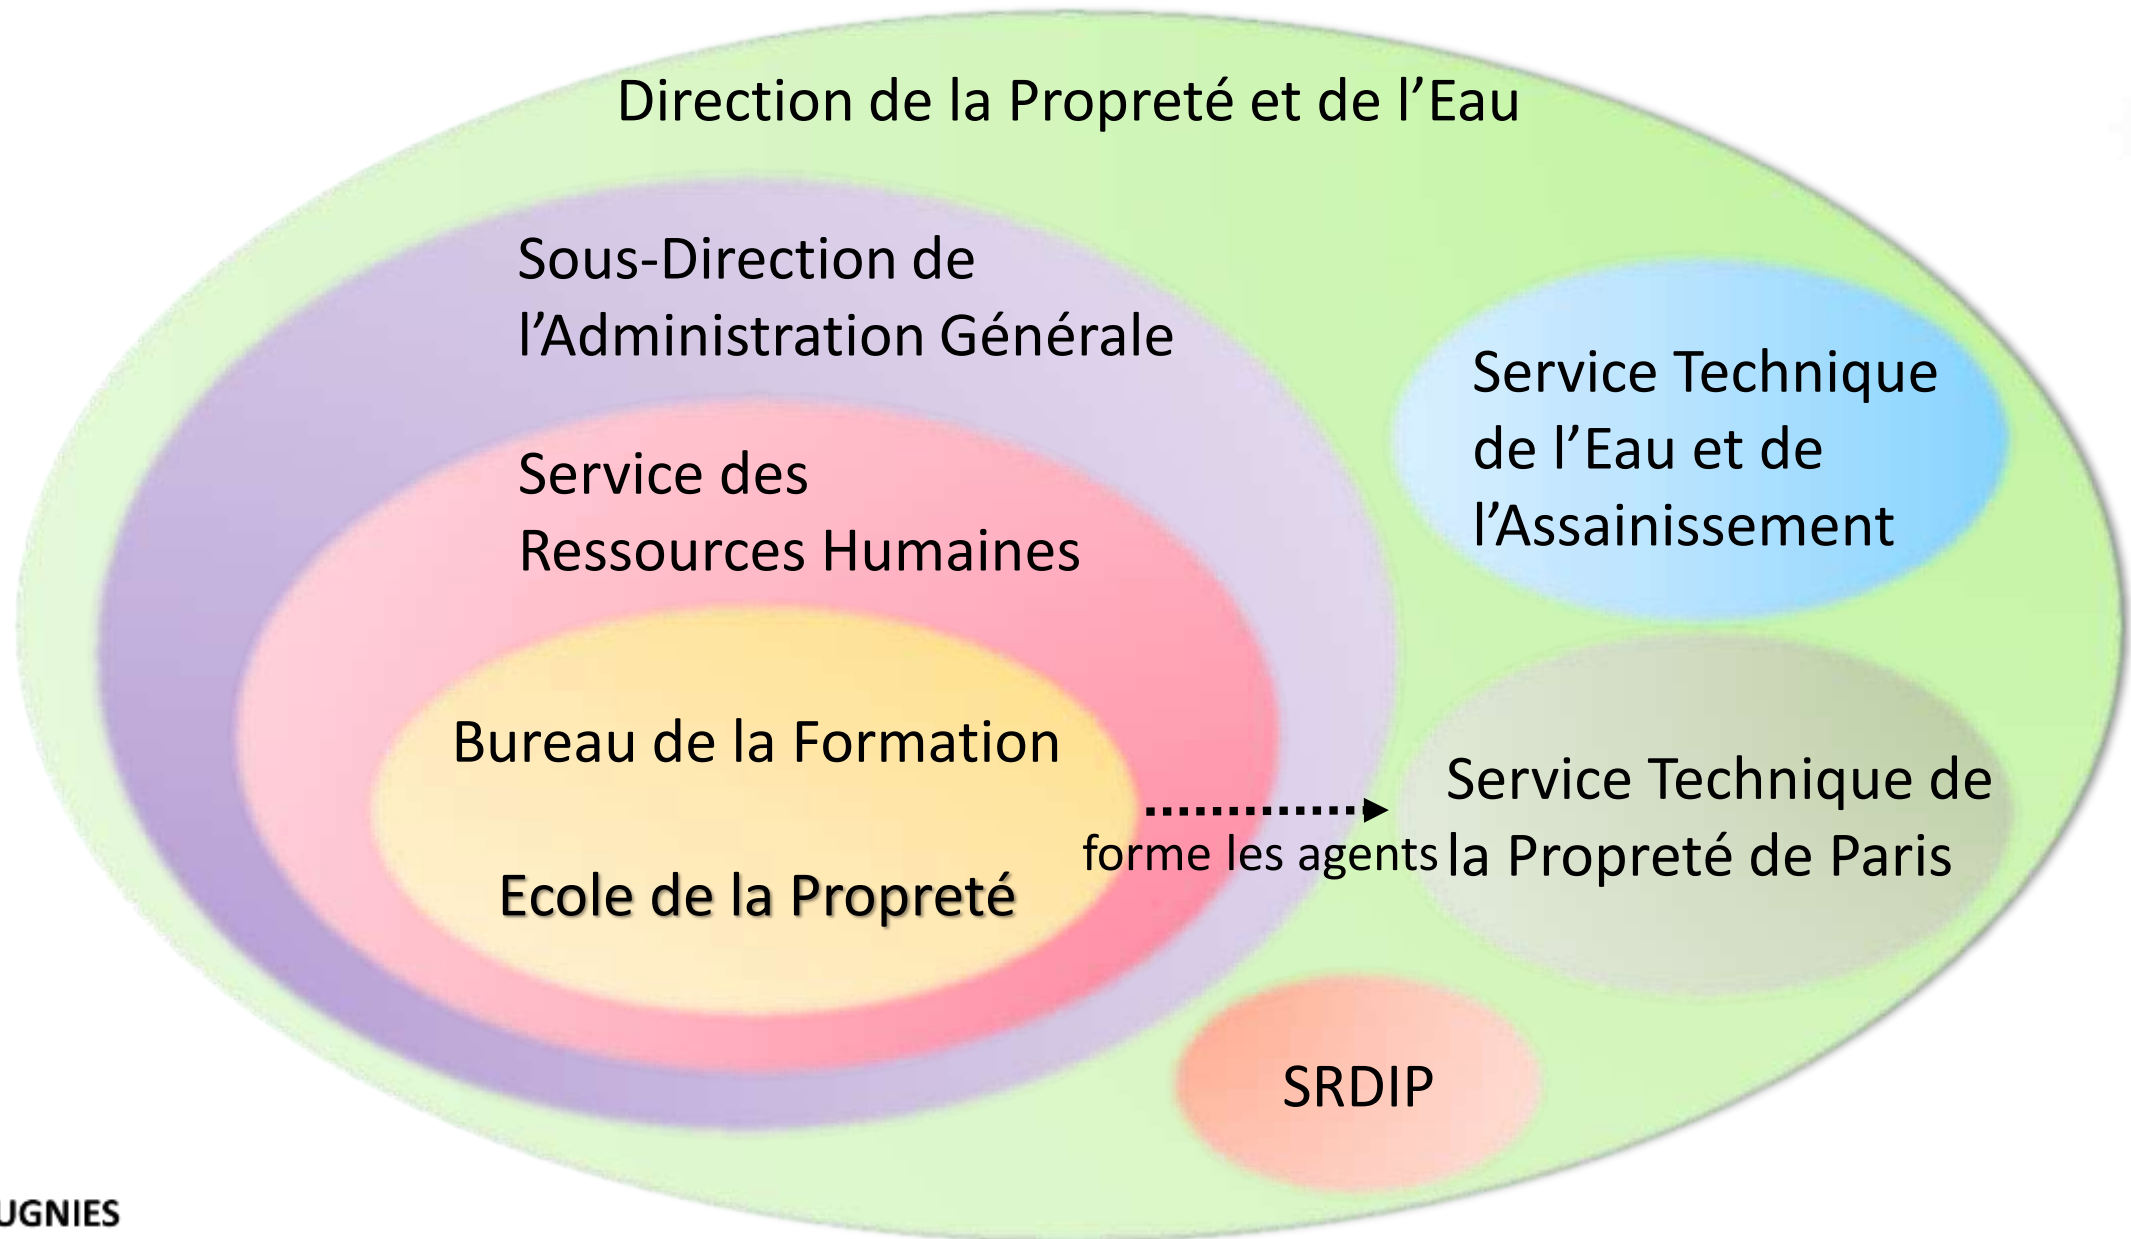 Direction de la Propreté et de l’Eau
Sous-Direction de
l’Administration Générale
Service Technique
de l’Eau et de
l’Assainissement
Service des
Ressources Humaines
Bureau de la Formation
Ecole de la Propreté
forme les agents
Service Technique de
la Propreté de Paris
SRDIP
UGNIES